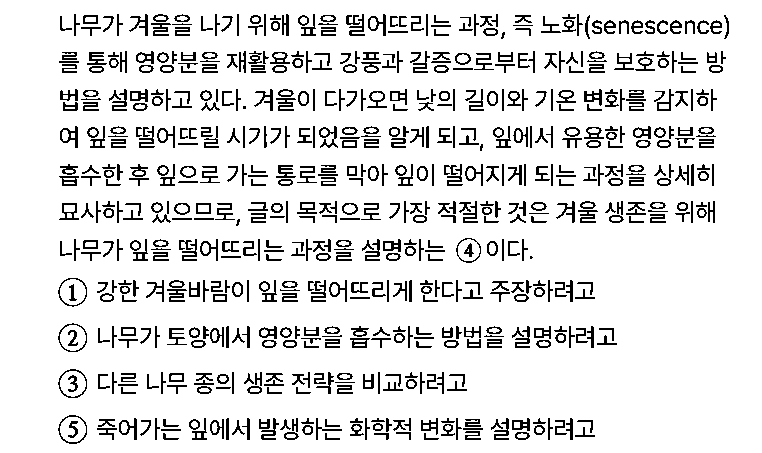 나무가 겨울을 나기 위해 잎을 떨어뜨리는 과정, 즉 노화(senescence)
를 통해 영양분을 재활용하고 강풍과 갈증으로부터 자신을 보호하는 방
법을 설명하고 있다. 겨울이 다가오면 낮의 길이와 기온 변화를 감지하
여 잎을 떨어뜨릴 시기가 되었음을 알게 되고, 잎에서 유용한 영양분을
흡수한 후 잎으로 가는 통로를 막아 잎이 떨어지게 되는 과정을 상세히
묘사하고 있으므로, 글의 목적으로 가장 적절한 것은 겨울 생존을 위해
나무가 잎을 떨어뜨리는 과정을 설명하는 ④이다.
① 강한 겨울바람이 잎을 떨어뜨리게 한다고 주장하려고
② 나무가 토양에서 영양분을 흡수하는 방법을 설명하려고
③ 다른 나무 종의 생존 전략을 비교하려고
⑤ 죽어가는 잎에서 발생하는 화학적 변화를 설명하려고